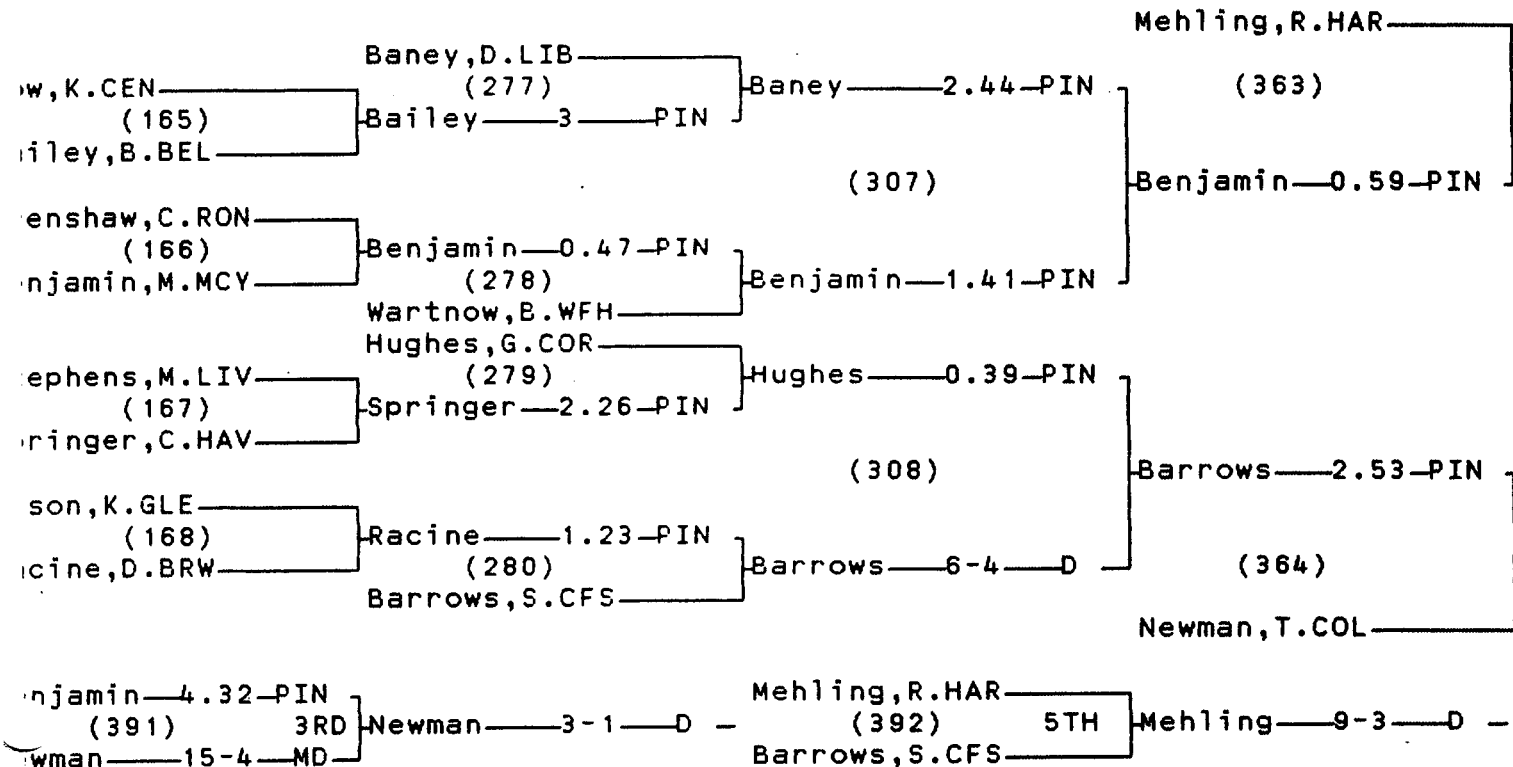 Mehling,R.HAR
Baney,D.LIB
w,K.CEN (277) Baney 2.44 PIN (363)
(165) Bailey 3 PIN
iley,B.BEL
(307) Benjamin 0.59 PIN
enshaw,C.RON
(166) Benjamin 0.47 PIN
njamin,M.MCY (278) Benjamin 1.41 PIN
Wartnow,B.WFH
Hughes,G.COR
ephens,M.LIV (279) Hughes 0.39 PIN
(167) Springer 2.26 PIN
ringer,C.HAV
(308) Barrows 2.53 PIN
son,K.GLE
(168) Racine 1.23 PIN
cine,D.BRW (280) Barrows 6-4 D (364)
Barrows,S.CFS
Newman,T.COL
njamin 4.32 PIN Mehling,R.HAR
(391) 3RD Newman 3-1 D (392) 5TH Mehling 9-3 D
wman 15-4 MD Barrows,S.CFS